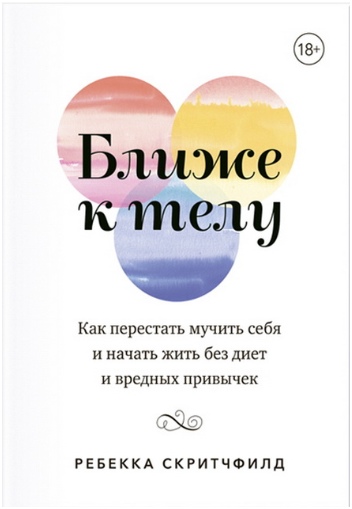 18+
Ближе
к телу
Как перестать мучить себя
и начать жить без диет
и вредных привычек
РЕБЕККА СКРИТЧФИЛД